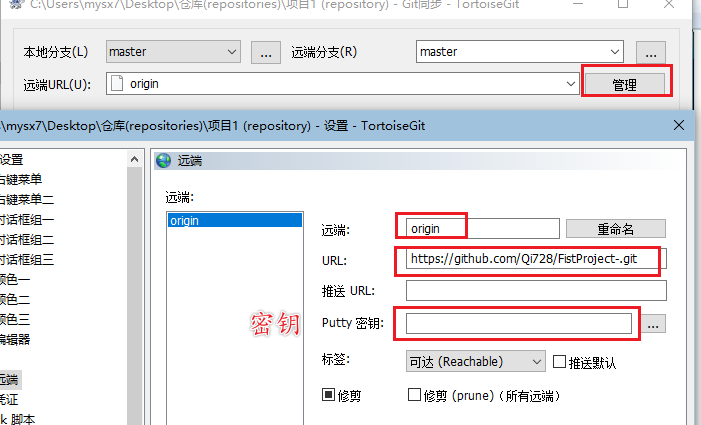 C:\Users\mysx7\Desktop\仓库(repositories)\项目1 (repository) - Git同步 - TortoiseGit
本地分支(L) master ... 远端分支(R) master ...
远端URL(U): origin 管理
\mysx7\Desktop\仓库(repositories)\项目1 (repository) - 设置 - TortoiseGit
设置
右键菜单
右键菜单二
对话框组一
对话框组二
对话框组三
颜色一
颜色二
颜色三
编辑器
远端
凭证
k 脚本
远端
远端:
origin
远端: origin 重命名
URL: https://github.com/Qi728/FistProject-.git
推送 URL:
密钥
Putty 密钥: ...
标签: 可达 (Reachable) 推送默认
修剪 修剪 (prune)（所有远端）